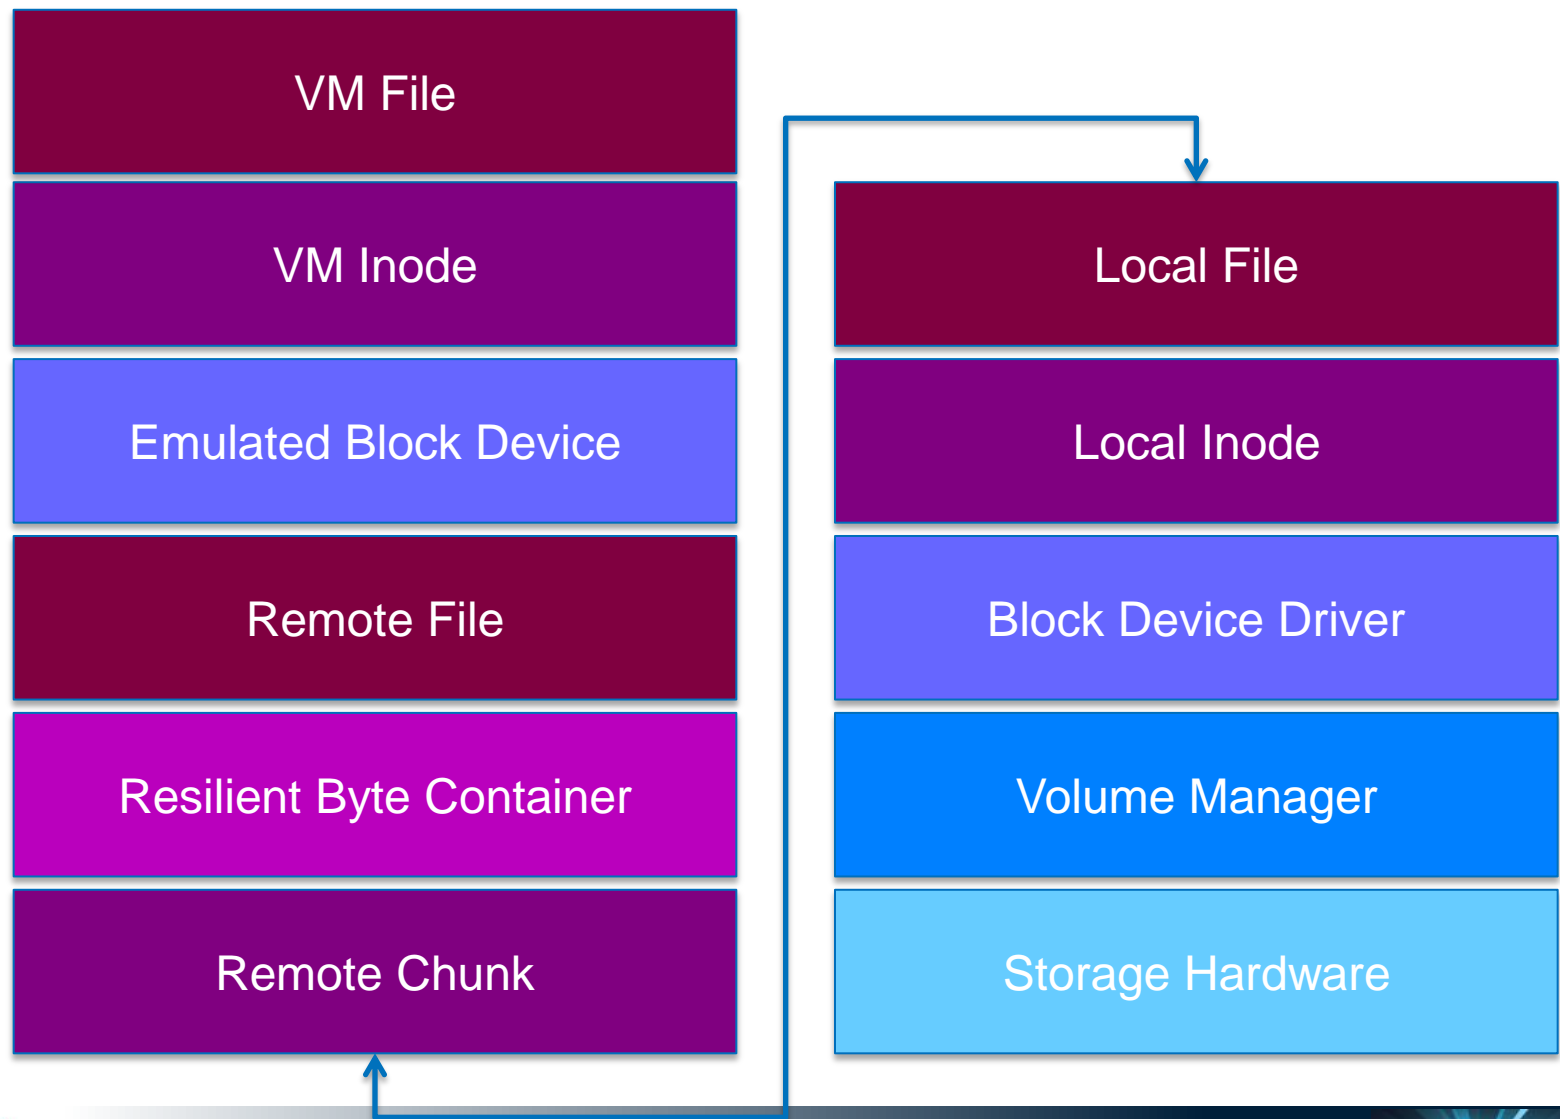 VM File
VM Inode
Emulated Block Device
Remote File
Resilient Byte Container
Remote Chunk
Local File
Local Inode
Block Device Driver
Volume Manager
Storage Hardware